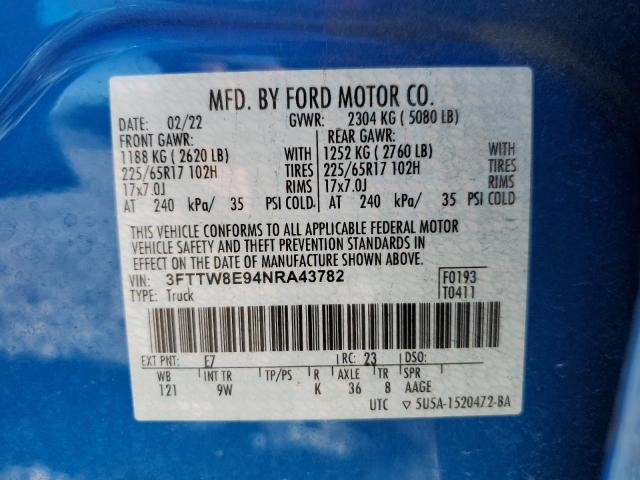 MFD. BY FORD MOTOR CO.
DATE: 02/22 GVWR: 2304 KG ( 5080 LB)
FRONT GAWR: REAR GAWR:
1188 KG ( 2620 LB) WITH 1252 KG ( 2760 LB) WITH
225/65R17 102H TIRES 225/65R17 102H TIRES
17x7.0J RIMS 17x7.0J RIMS
AT 240 kPa/ 35 PSI COLD AT 240 kPa/ 35 PSI COLD
THIS VEHICLE CONFORMS TO ALL APPLICABLE FEDERAL MOTOR
VEHICLE SAFETY AND THEFT PREVENTION STANDARDS IN
EFFECT ON THE DATE OF MANUFACTURE SHOWN ABOVE.
VIN: 3FTTW8E94NRA43782 F0193
TYPE: Truck T0411
EXT PNT: E7 RC: 23 DSO:
WB INT TR TP/PS R AXLE TR SPR
121 9W K 36 8 AAGE
UTC ▽ 5U5A-1520472-BA